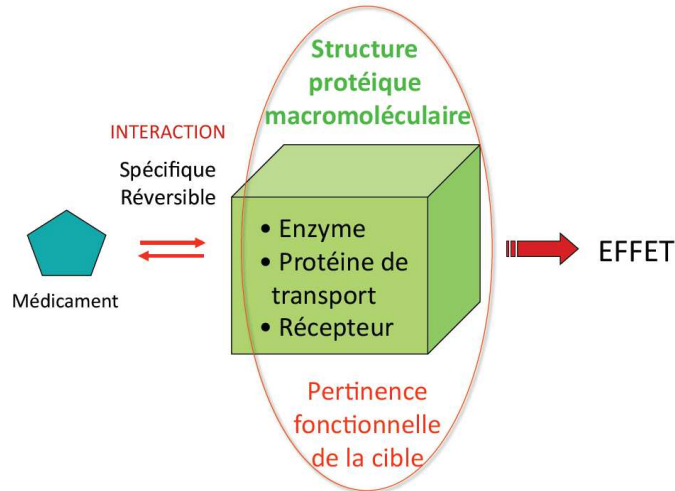 Structure
protéique
macromoléculaire
INTERACTION
Spécifique
Réversible
Médicament
• Enzyme
• Protéine de
transport
• Récepteur
EFFET
Pertinence
fonctionnelle
de la cible